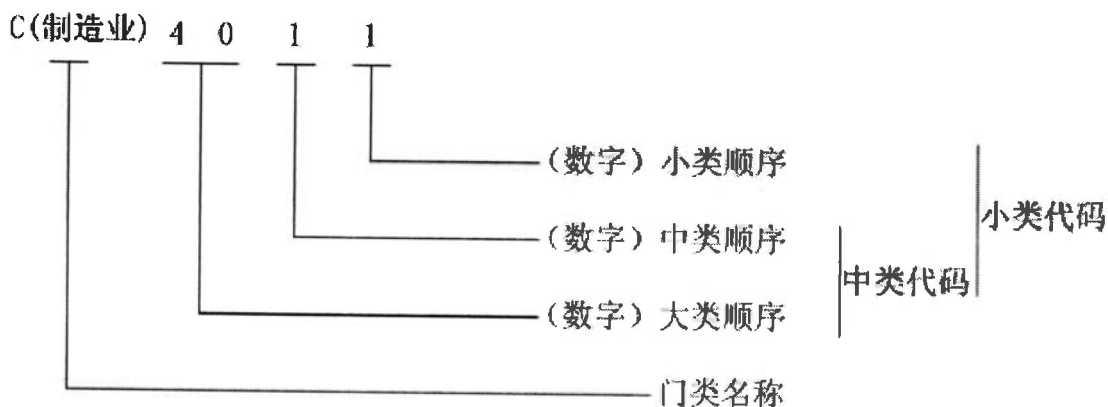 C(制造业) 4 0 1 1
(数字) 小类顺序
小类代码
(数字) 中类顺序
中类代码
(数字) 大类顺序
门类名称